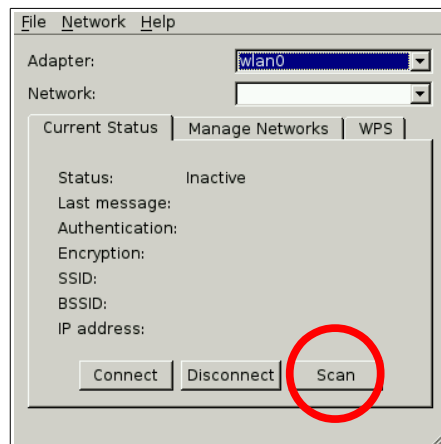 File Network Help
Adapter: wlan0
Network:
Current Status Manage Networks WPS
Status: Inactive
Last message:
Authentication:
Encryption:
SSID:
BSSID:
IP address:
Connect Disconnect Scan